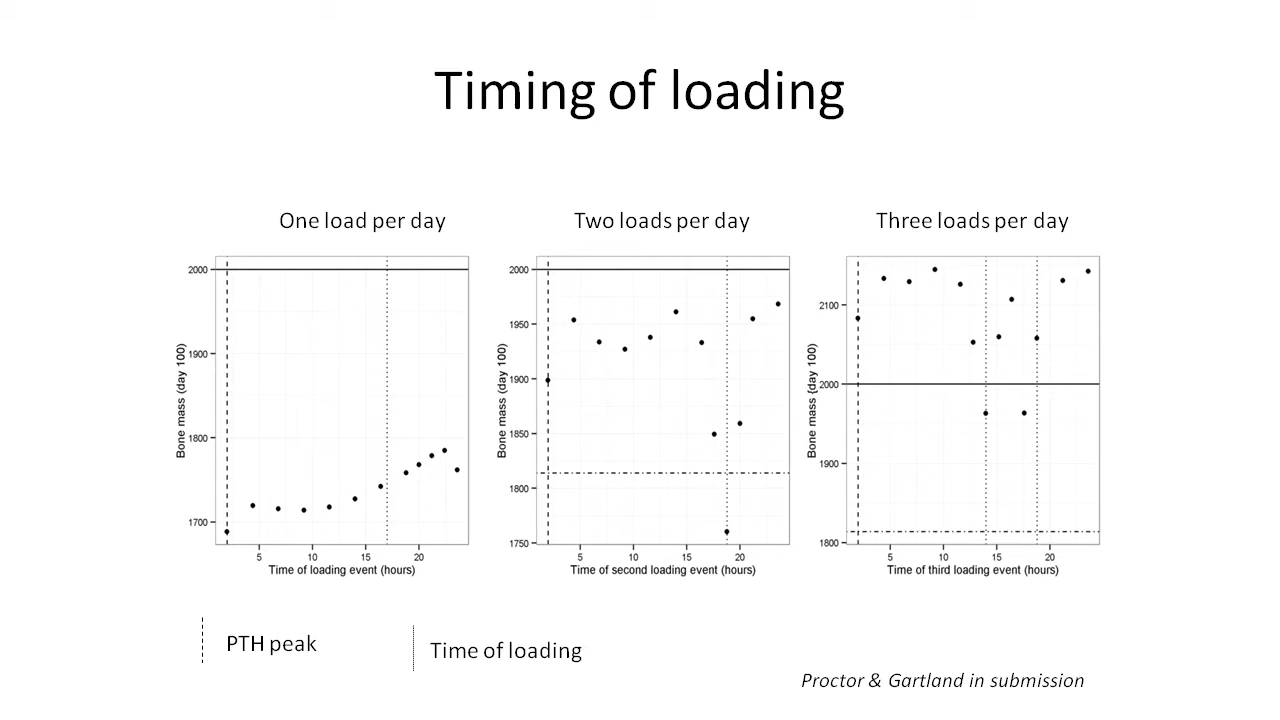 Timing of loading
One load per day
Two loads per day
Three loads per day
Bone mass (day 100)
2000
1900
1800
1700
5 10 15 20
Time of loading event (hours)
Bone mass (day 100)
2000
1950
1900
1850
1800
1750
5 10 15 20
Time of second loading event (hours)
Bone mass (day 100)
2100
2000
1900
1800
5 10 15 20
Time of third loading event (hours)
PTH peak
Time of loading
Proctor & Gartland in submission